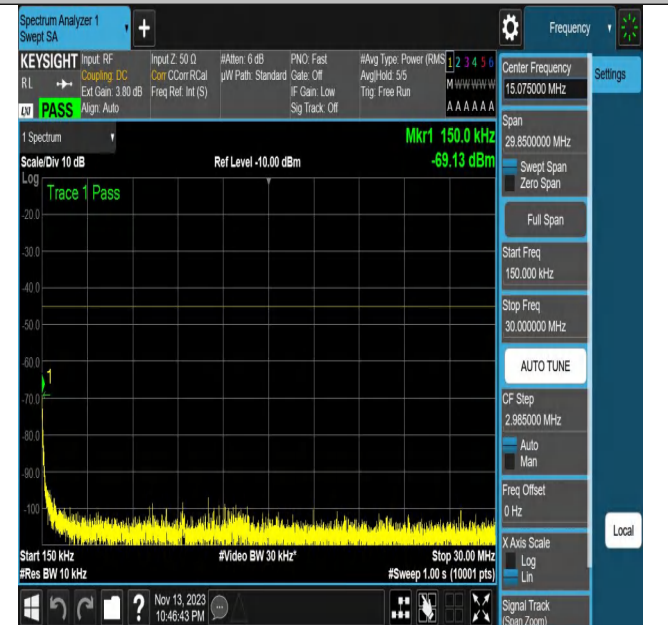 Spectrum Analyzer 1
Swept SA
+
Frequency
KEYSIGHT
RL
LXI
PASS
Input: RF
Coupling: DC
Ext Gain: 3.80 dB
Align: Auto
Input Z: 50 Ω
Corr CCorr RCal
Freq Ref: Int (S)
#Atten: 6 dB
µW Path: Standard
PNO: Fast
Gate: Off
IF Gain: Low
Sig Track: Off
#Avg Type: Power (RMS
Avg|Hold: 5/5
Trig: Free Run
1 2 3 4 5 6
M W W W W W
A A A A A A
1 Spectrum
Scale/Div 10 dB
Log
Ref Level -10.00 dBm
Mkr1 150.0 kHz
-69.13 dBm
Trace 1 Pass
-20.0
-30.0
-40.0
-50.0
-60.0
-70.0
-80.0
-90.0
-100
1
Start 150 kHz
#Res BW 10 kHz
#Video BW 30 kHz*
Stop 30.00 MHz
#Sweep 1.00 s (10001 pts)
?
Nov 13, 2023
10:46:43 PM
Center Frequency
15.075000 MHz
Settings
Span
29.8500000 MHz
Swept Span
Zero Span
Full Span
Start Freq
150.000 kHz
Stop Freq
30.000000 MHz
AUTO TUNE
CF Step
2.985000 MHz
Auto
Man
Freq Offset
0 Hz
X Axis Scale
Log
Lin
Local
Signal Track
(Span Zoom)